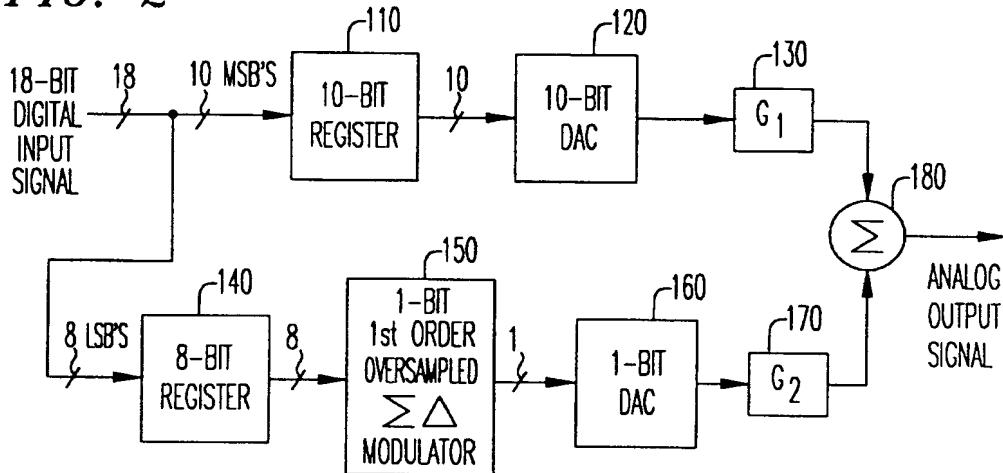 FIG. 2
18-BIT
DIGITAL
INPUT
SIGNAL
18
10 MSB'S
110
10-BIT
REGISTER
10
120
10-BIT
DAC
130
G1
180
Σ
ANALOG
OUTPUT
SIGNAL
8 LSB'S
140
8-BIT
REGISTER
8
150
1-BIT
1st ORDER
OVERSAMPLED
ΣΔ
MODULATOR
1
160
1-BIT
DAC
170
G2